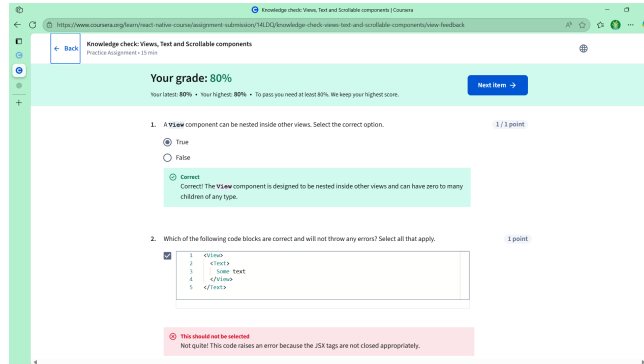 Knowledge check: Views, Text and Scrollable components | Coursera
https://www.coursera.org/learn/react-native-course/assignment-submission/14LDQ/knowledge-check-views-text-and-scrollable-components/view-feedback
← Back
Knowledge check: Views, Text and Scrollable components
Practice Assignment • 15 min
Your grade: 80%
Your latest: 80% • Your highest: 80% • To pass you need at least 80%. We keep your highest score.
Next item →
1. A View component can be nested inside other views. Select the correct option.
1 / 1 point
True
False
Correct
Correct! The View component is designed to be nested inside other views and can have zero to many
children of any type.
2. Which of the following code blocks are correct and will not throw any errors? Select all that apply.
1 point
1 <View>
2 <Text>
3 Some text
4 </View>
5 </Text>
This should not be selected
Not quite! This code raises an error because the JSX tags are not closed appropriately.